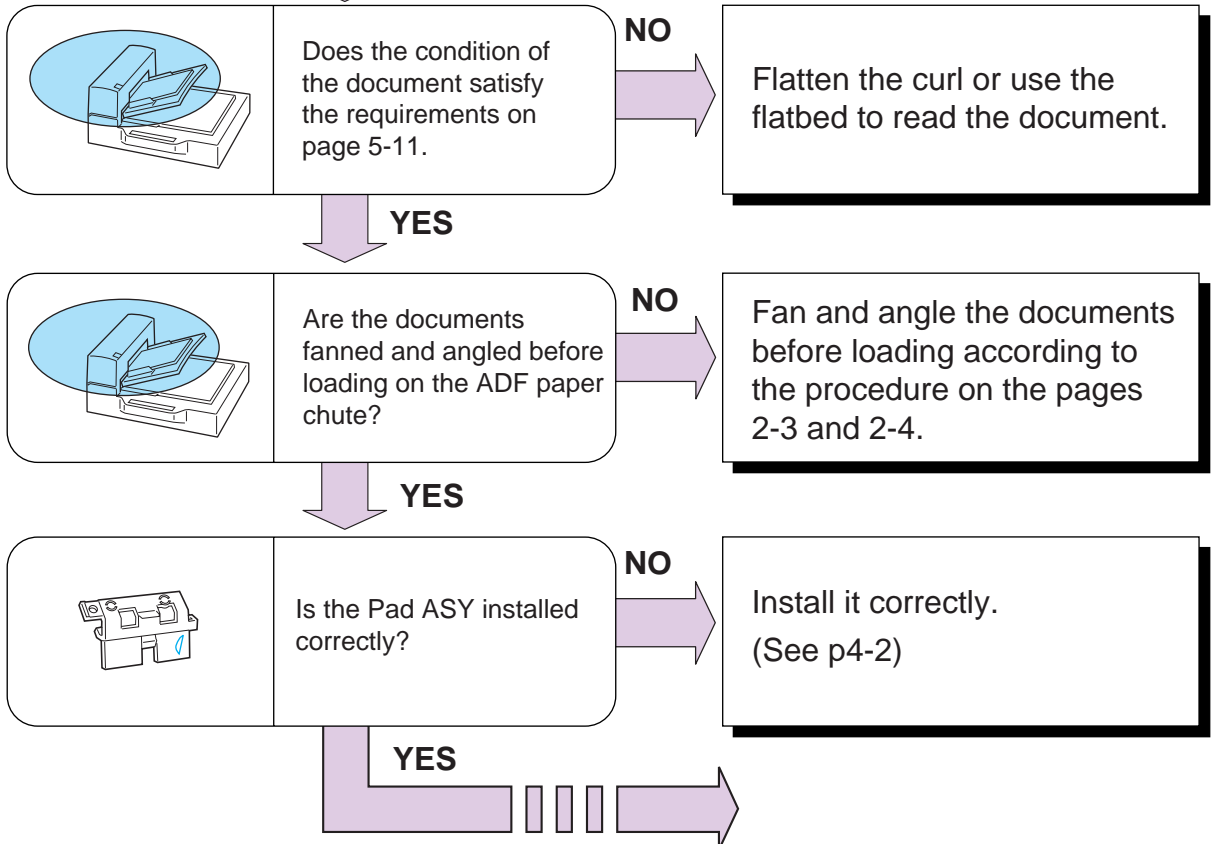 Does the condition of
the document satisfy
the requirements on
page 5-11.
NO
Flatten the curl or use the
flatbed to read the document.
YES
Are the documents
fanned and angled before
loading on the ADF paper
chute?
NO
Fan and angle the documents
before loading according to
the procedure on the pages
2-3 and 2-4.
YES
Is the Pad ASY installed
correctly?
NO
Install it correctly.
(See p4-2)
YES